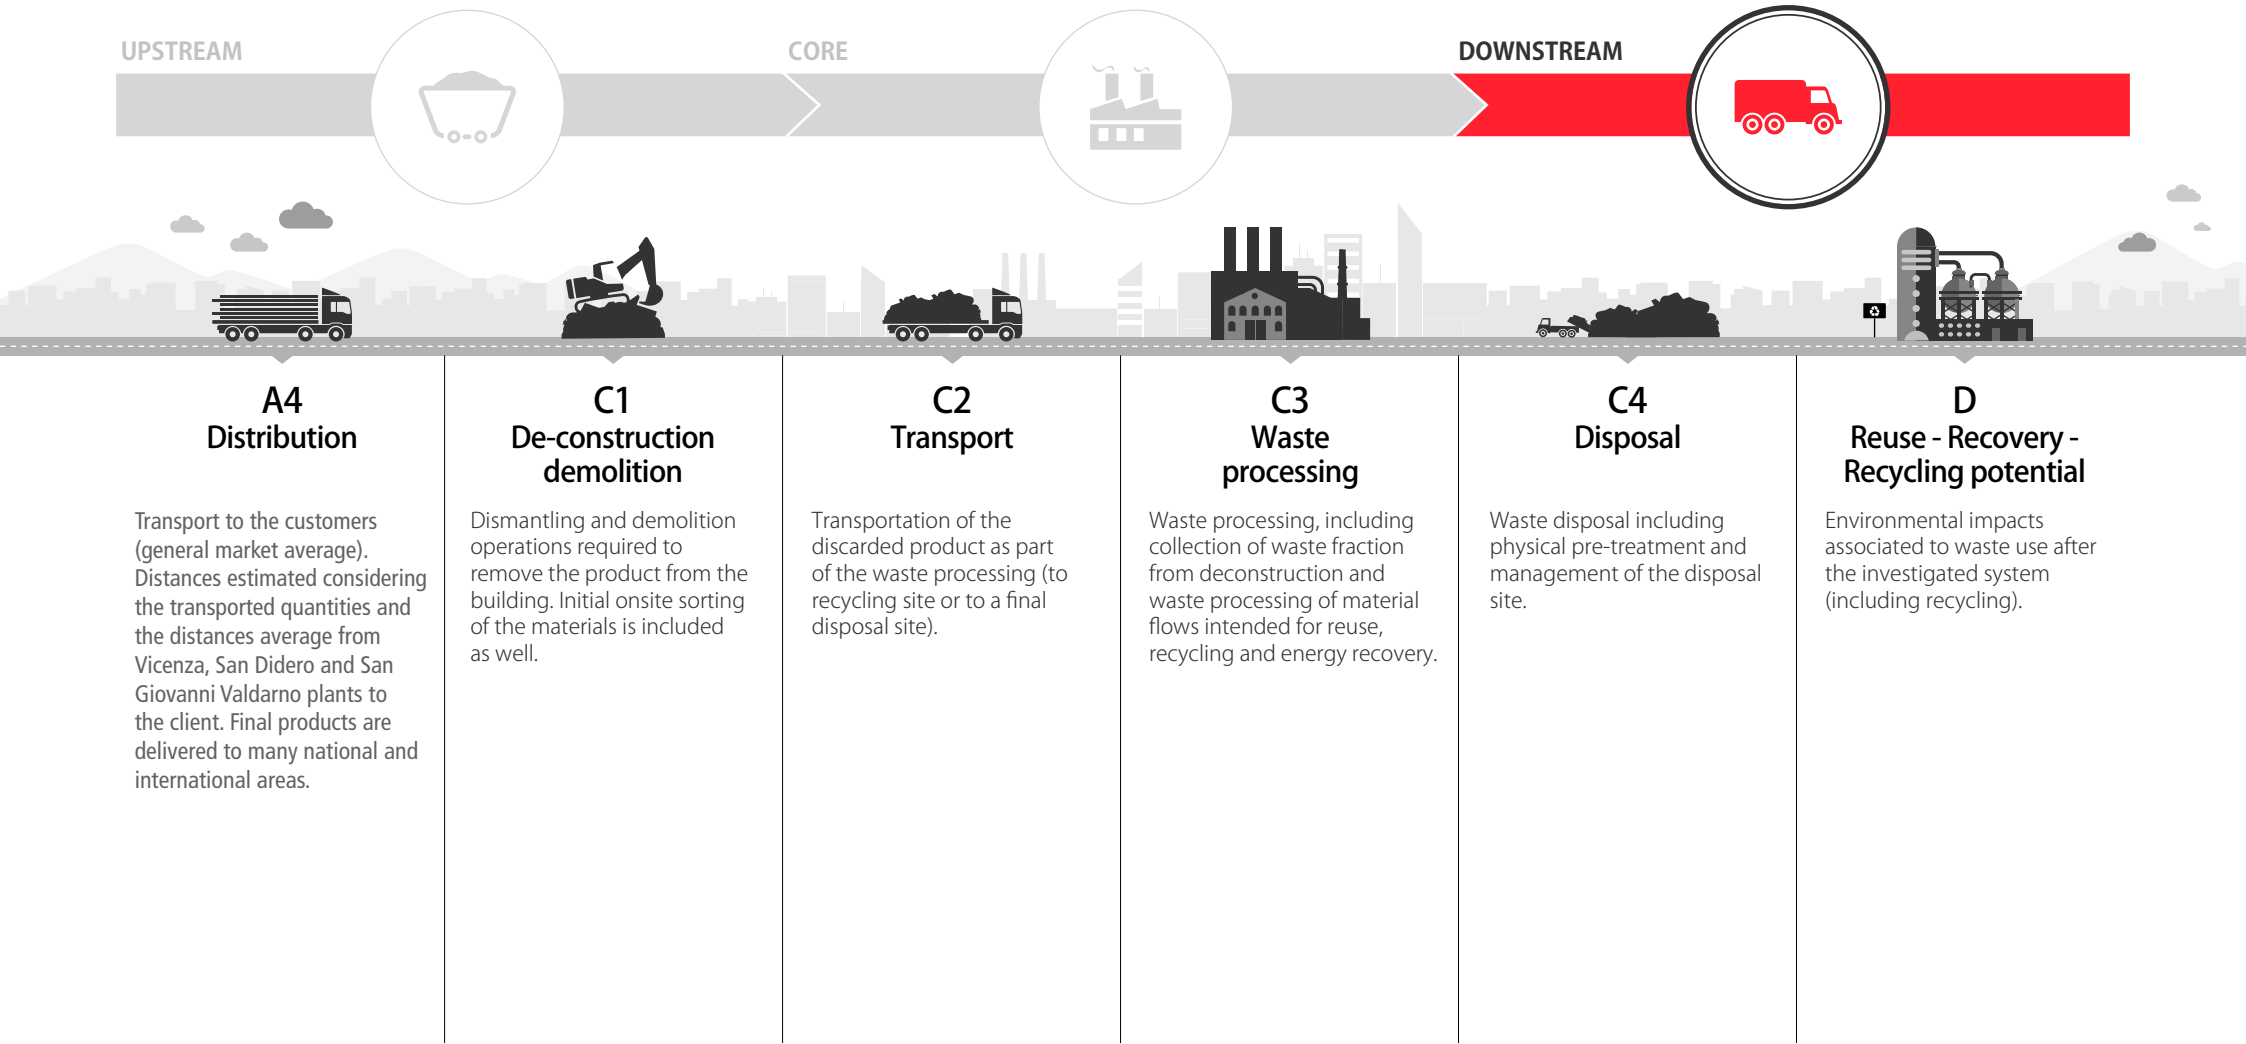 UPSTREAM
CORE
DOWNSTREAM
A4
Distribution
Transport to the customers
(general market average).
Distances estimated considering
the transported quantities and
the distances average from
Vicenza, San Didero and San
Giovanni Valdarno plants to
the client. Final products are
delivered to many national and
international areas.
C1
De-construction
demolition
Dismantling and demolition
operations required to
remove the product from the
building. Initial onsite sorting
of the materials is included
as well.
C2
Transport
Transportation of the
discarded product as part
of the waste processing (to
recycling site or to a final
disposal site).
C3
Waste
processing
Waste processing, including
collection of waste fraction
from deconstruction and
waste processing of material
flows intended for reuse,
recycling and energy recovery.
C4
Disposal
Waste disposal including
physical pre-treatment and
management of the disposal
site.
D
Reuse - Recovery -
Recycling potential
Environmental impacts
associated to waste use after
the investigated system
(including recycling).